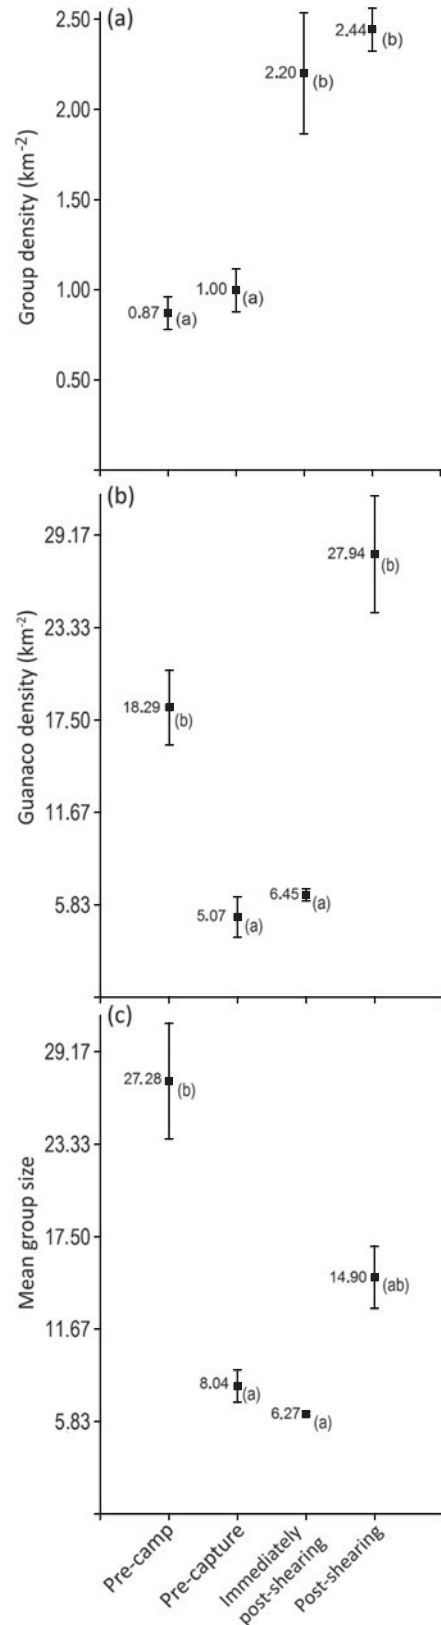 (a)
2.50
2.44
(b)
2.20
(b)
2.00
1.50
1.00
1.00
(a)
0.87
(a)
0.50
Group density (km⁻²)
(b)
29.17
27.94
(b)
23.33
18.29
(b)
17.50
11.67
6.45
(a)
5.83
5.07
(a)
Guanaco density (km⁻²)
(c)
29.17
27.28
(b)
23.33
17.50
14.90
(ab)
11.67
8.04
(a)
6.27
(a)
5.83
Mean group size
Pre-camp
Pre-capture
Immediately
post-shearing
Post-shearing